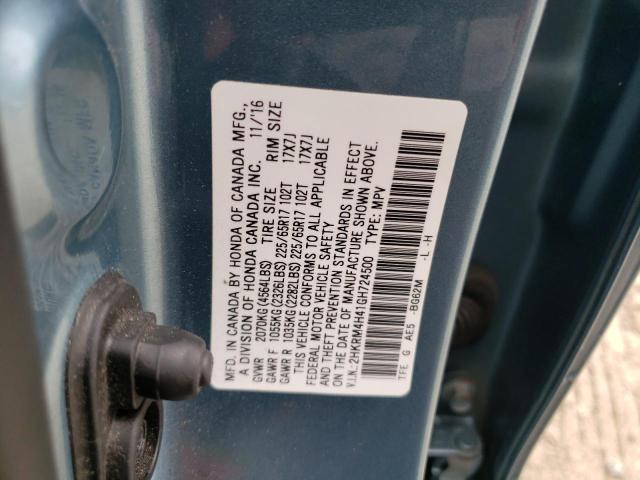 MFD. IN CANADA BY HONDA OF CANADA MFG.,
A DIVISION OF HONDA CANADA INC. 11/'16
GVWR 2070KG (4564LBS) TIRE SIZE RIM SIZE
GAWR F 1055KG (2326LBS) 225/65R17 102T 17X7J
GAWR R 1035KG (2282LBS) 225/65R17 102T 17X7J
THIS VEHICLE CONFORMS TO ALL APPLICABLE
FEDERAL MOTOR VEHICLE SAFETY
AND THEFT PREVENTION STANDARDS IN EFFECT
ON THE DATE OF MANUFACTURE SHOWN ABOVE.
V.I.N.:2HKRM4H41GH724500 TYPE: MPV
TFE G AE5 -BG62M -L -H